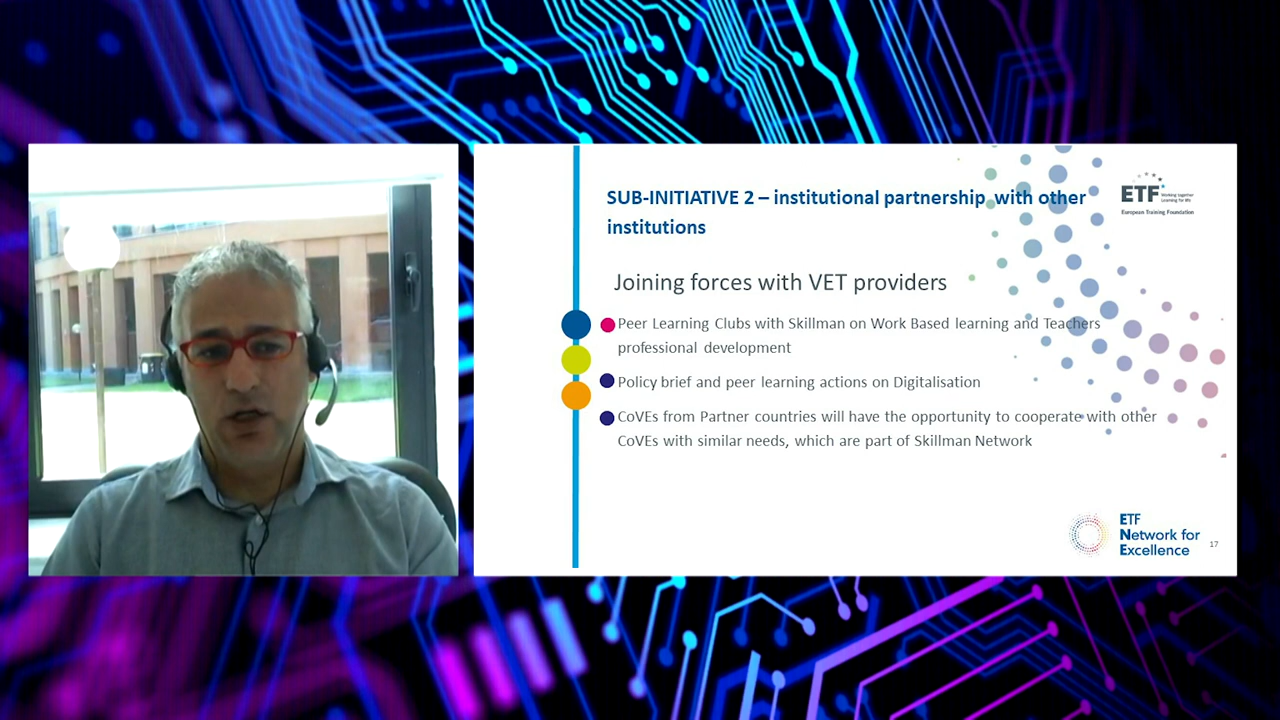 SUB-INITIATIVE 2 – institutional partnership with other
institutions
ETF
Working together
Learning for life
European Training Foundation
Joining forces with VET providers
Peer Learning Clubs with Skillman on Work Based learning and Teachers
professional development
Policy brief and peer learning actions on Digitalisation
CoVEs from Partner countries will have the opportunity to cooperate with other
CoVEs with similar needs, which are part of Skillman Network
ETF
Network for
Excellence
17